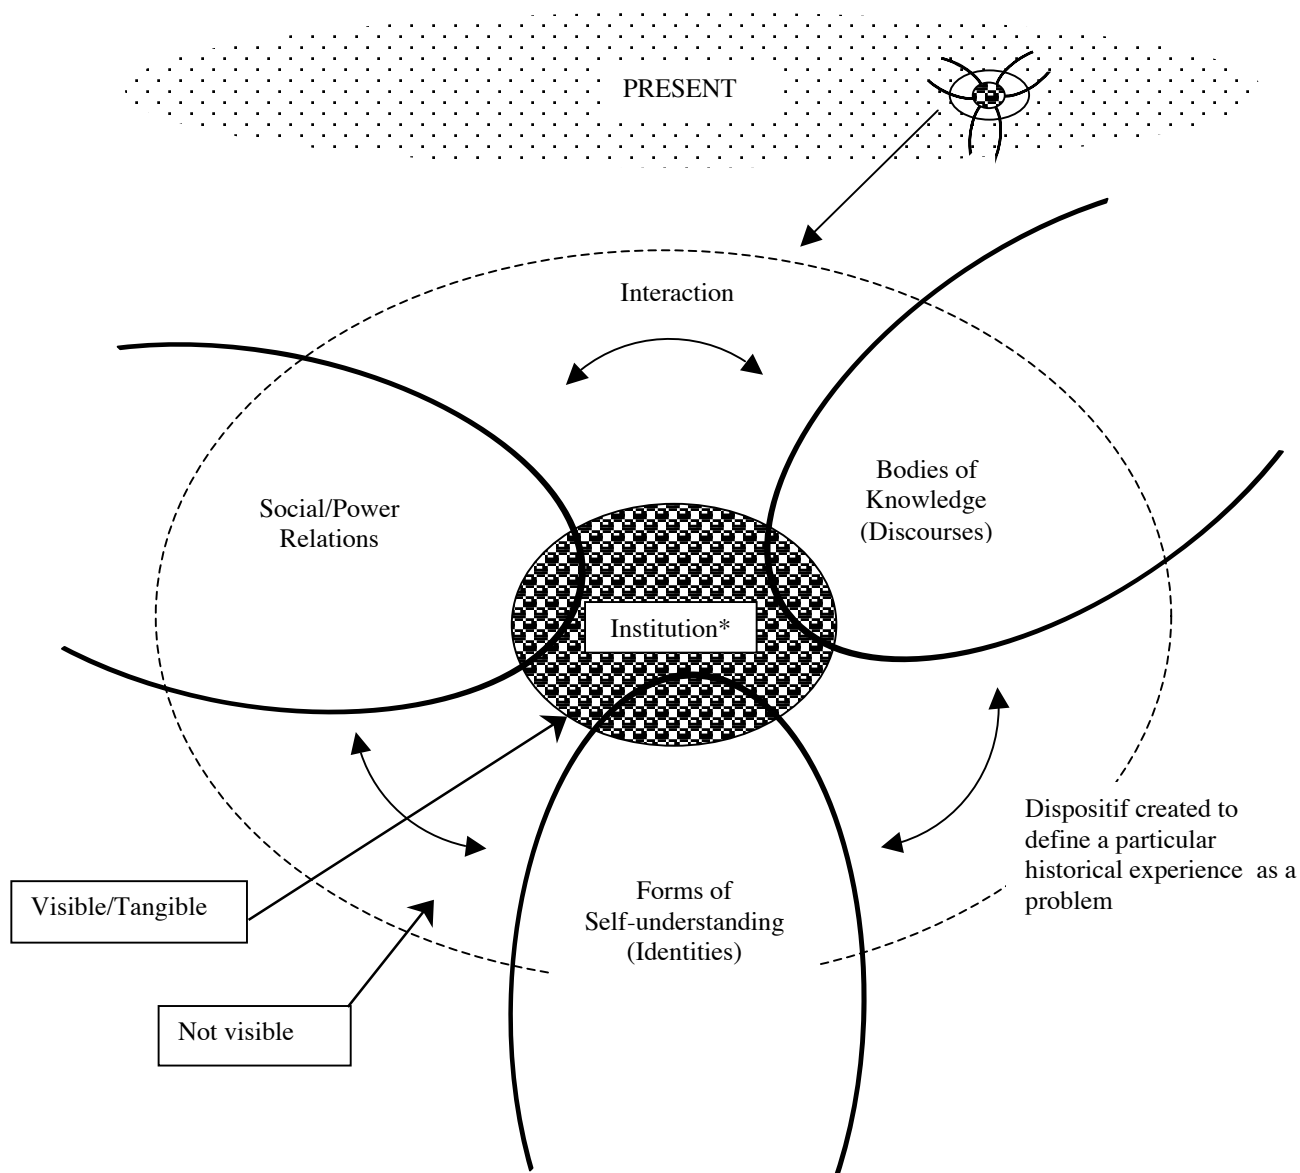 PRESENT
Interaction
Bodies of
Knowledge
(Discourses)
Social/Power
Relations
Institution*
Dispositif created to
define a particular
historical experience  as a
problem
Forms of
Self-understanding
(Identities)
Visible/Tangible
Not visible